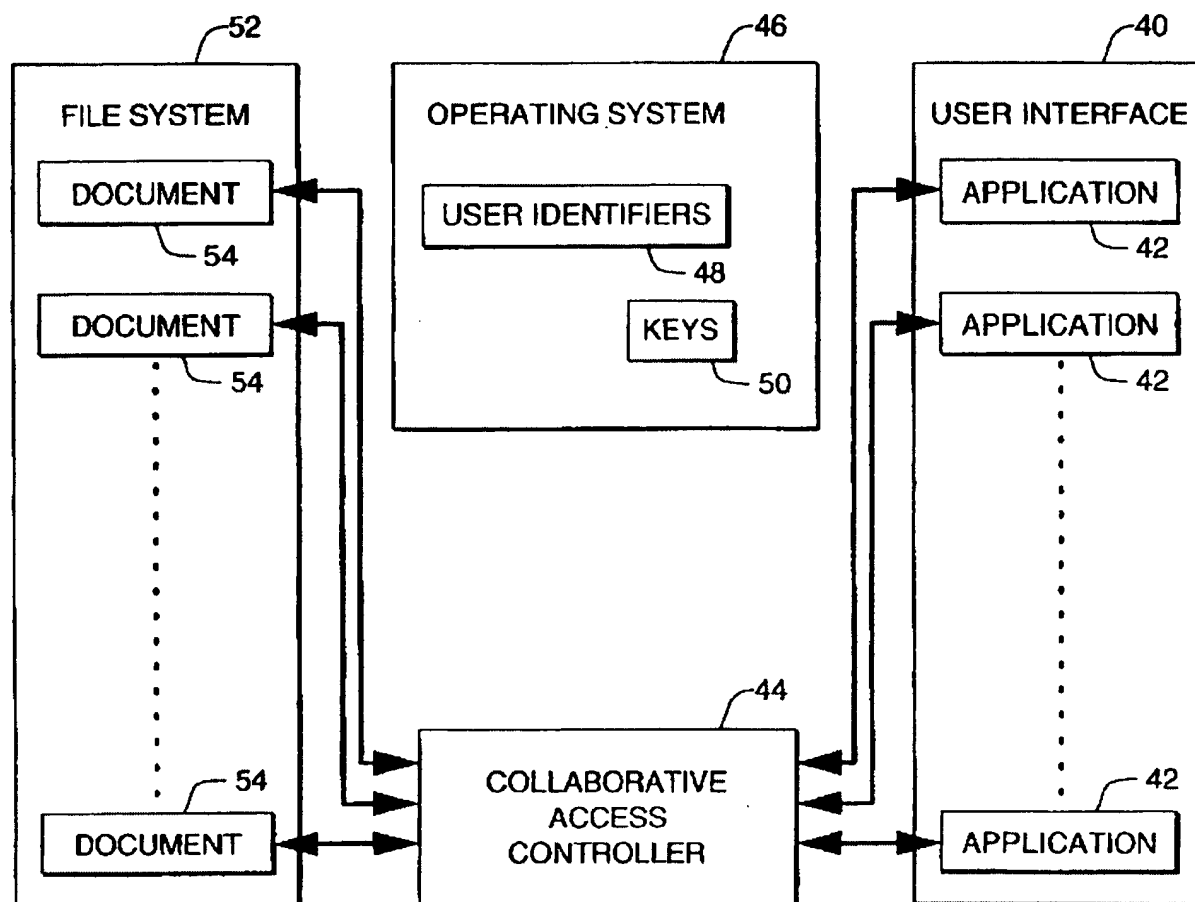 52
46
40
FILE SYSTEM
OPERATING SYSTEM
USER INTERFACE
DOCUMENT
USER IDENTIFIERS
APPLICATION
54
48
42
DOCUMENT
KEYS
APPLICATION
54
50
42
44
54
42
DOCUMENT
COLLABORATIVE
ACCESS
CONTROLLER
APPLICATION